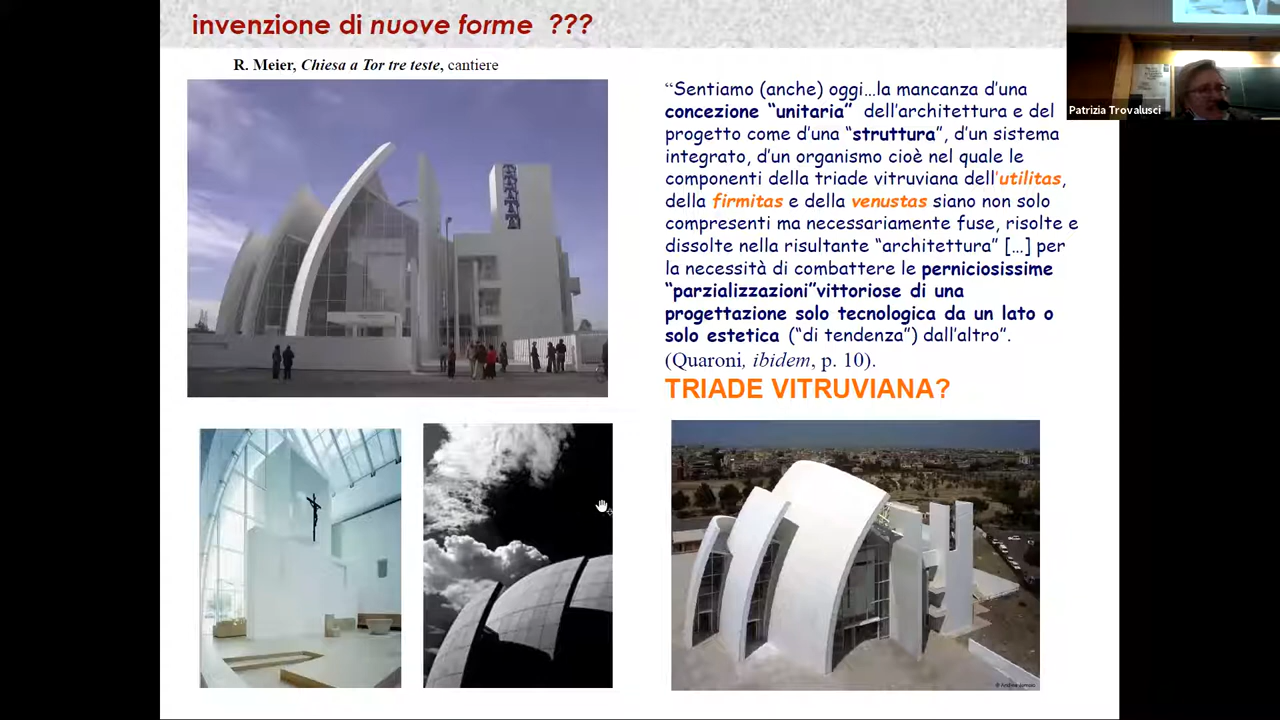 invenzione di nuove forme ???
R. Meier, Chiesa a Tor tre teste, cantiere
“Sentiamo (anche) oggi…la mancanza d’una
concezione “unitaria” dell’architettura e del
progetto come d’una “struttura”, d’un sistema
integrato, d’un organismo cioè nel quale le
componenti della triade vitruviana dell’utilitas,
della firmitas e della venustas siano non solo
compresenti ma necessariamente fuse, risolte e
dissolte nella risultante “architettura” […] per
la necessità di combattere le perniciosissime
“parzializzazioni”vittoriose di una
progettazione solo tecnologica da un lato o
solo estetica (“di tendenza”) dall’altro”.
(Quaroni, ibidem, p. 10).
TRIADE VITRUVIANA?
Patrizia Trovalusci